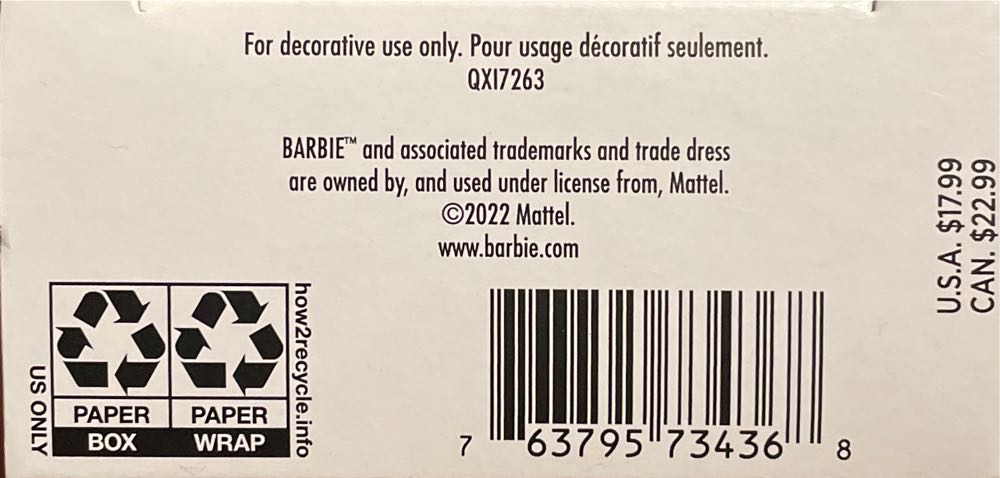 For decorative use only. Pour usage décoratif seulement.
QXI7263
BARBIE™ and associated trademarks and trade dress
are owned by, and used under license from, Mattel.
©2022 Mattel.
www.barbie.com
U.S.A. $17.99
CAN. $22.99
US ONLY
PAPER
BOX
PAPER
WRAP
how2recycle.info
7 63795 73436 8